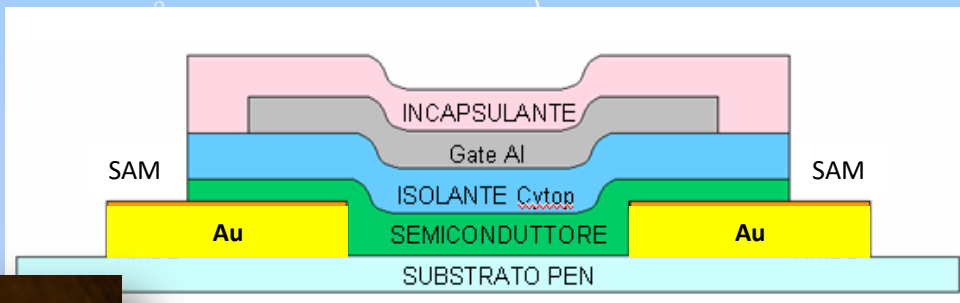 INCAPSULANTE
Gate Al
SAM
SAM
ISOLANTE Cytop
Au
SEMICONDUTTORE
Au
SUBSTRATO PEN